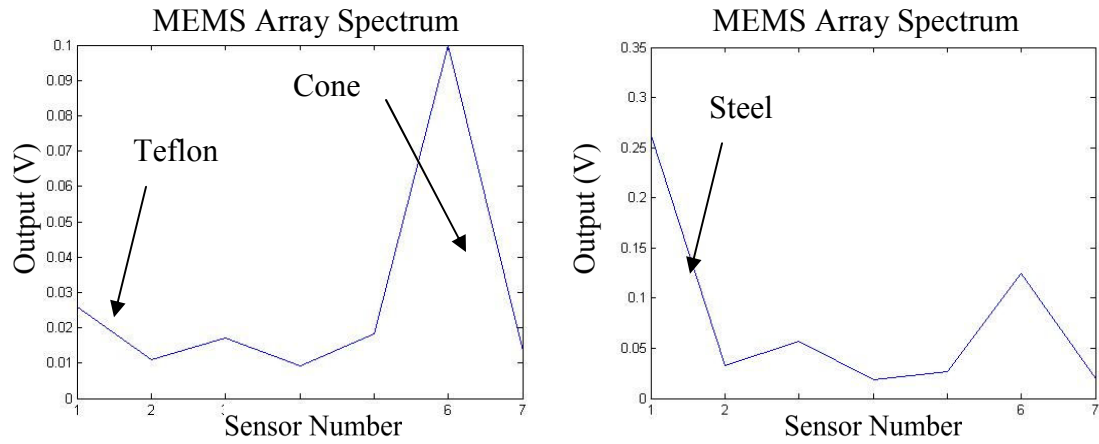 MEMS Array Spectrum
0.1
0.09
0.08
0.07
0.06
0.05
0.04
0.03
0.02
0.01
0
Output (V)
Teflon
Cone
1 2 6 7
Sensor Number
MEMS Array Spectrum
0.35
0.3
0.25
0.2
0.15
0.1
0.05
0
Output (V)
Steel
1 2 6 7
Sensor Number